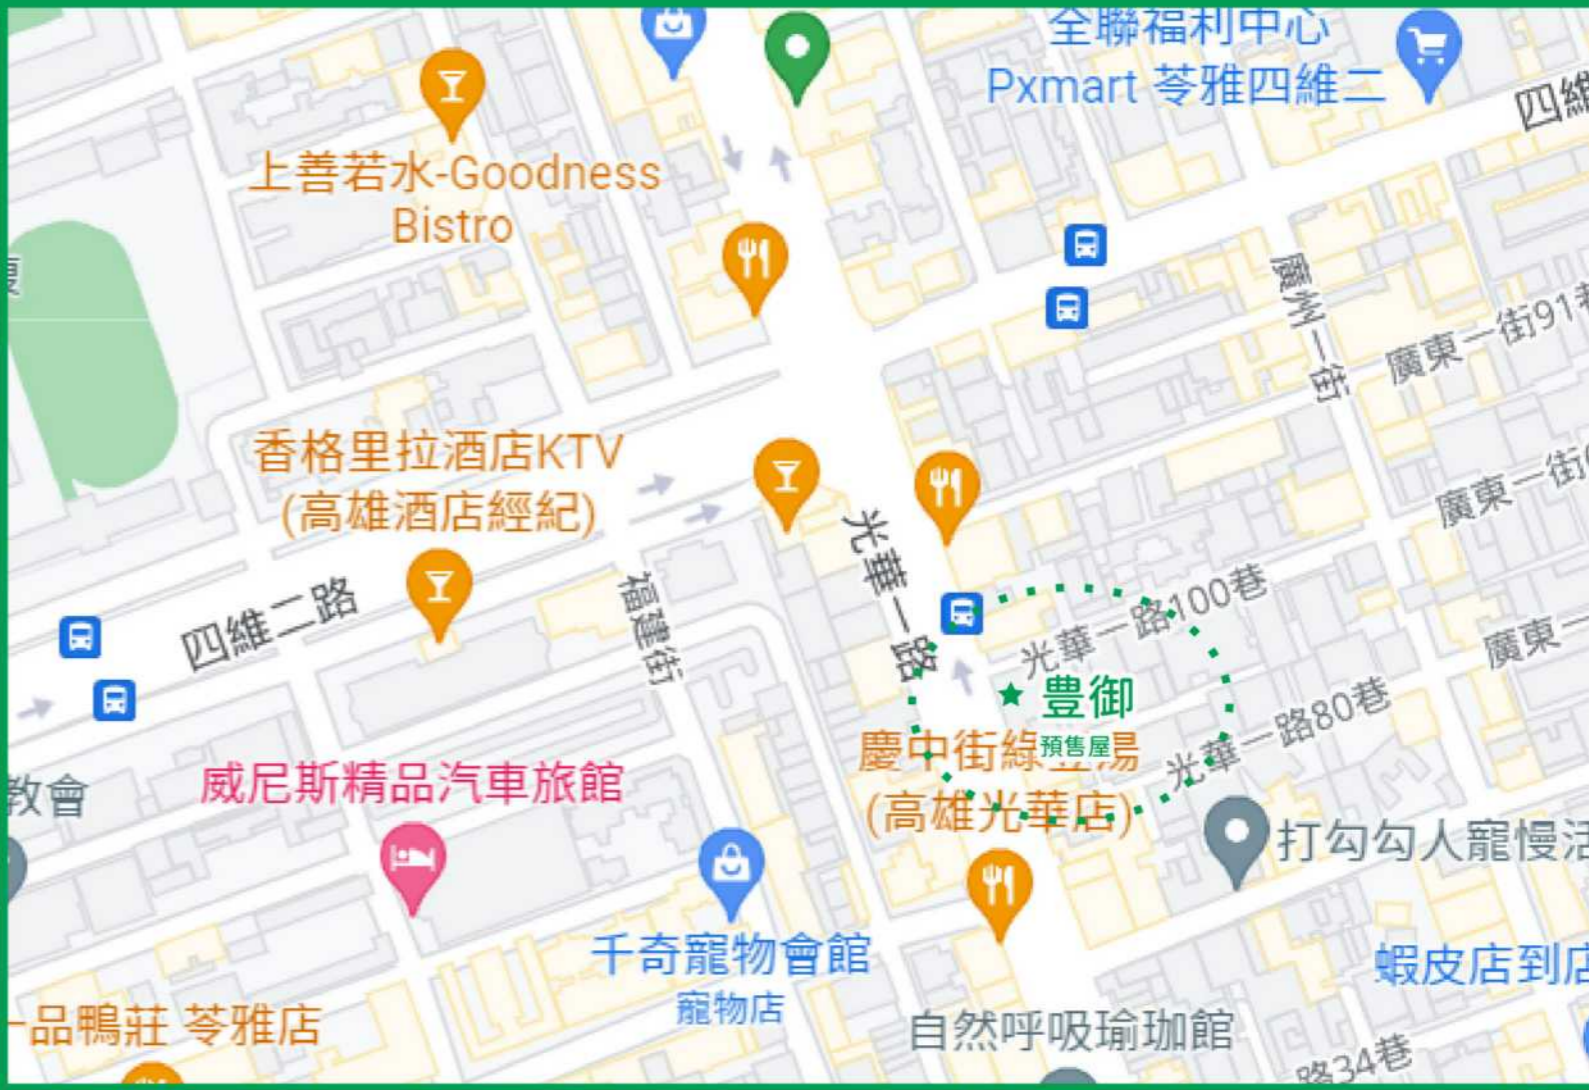 全聯福利中心
Pxmart 苓雅四維二
上善若水-Goodness
Bistro
廣州一街
廣東一街91巷
香格里拉酒店KTV
(高雄酒店經紀)
廣東一街
光華一路
四維二路
福建街
光華一路100巷
廣東一
豐御
預售屋
慶中街綠
(高雄光華店)
光華一路80巷
威尼斯精品汽車旅館
教會
打勾勾人寵慢活
千奇寵物會館
寵物店
蝦皮店到店
一品鴨莊 苓雅店
自然呼吸瑜珈館
路34巷